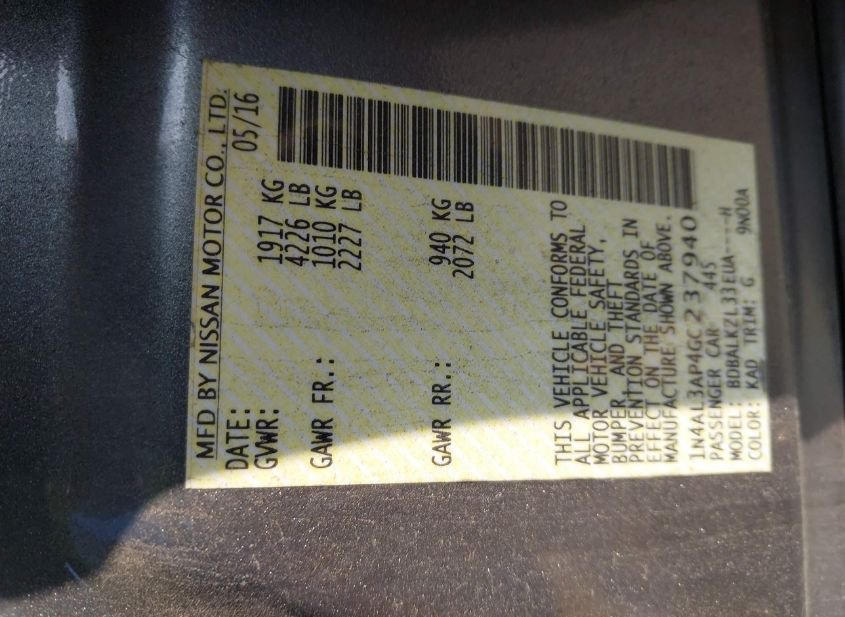 MFD BY NISSAN MOTOR CO., LTD.
DATE: 05/16
GVWR: 1917 KG
4226 LB
GAWR FR.: 1010 KG
2227 LB
GAWR RR.: 940 KG
2072 LB
THIS VEHICLE CONFORMS TO
ALL APPLICABLE FEDERAL
MOTOR VEHICLE SAFETY,
BUMPER AND THEFT
PREVENTION STANDARDS IN
EFFECT ON THE DATE OF
MANUFACTURE SHOWN ABOVE.
1N4AL3AP4GC237940
PASSENGER CAR 445
MODEL: BDBALKZL33EUA----H
COLOR: KAD TRIM: G 9N00A